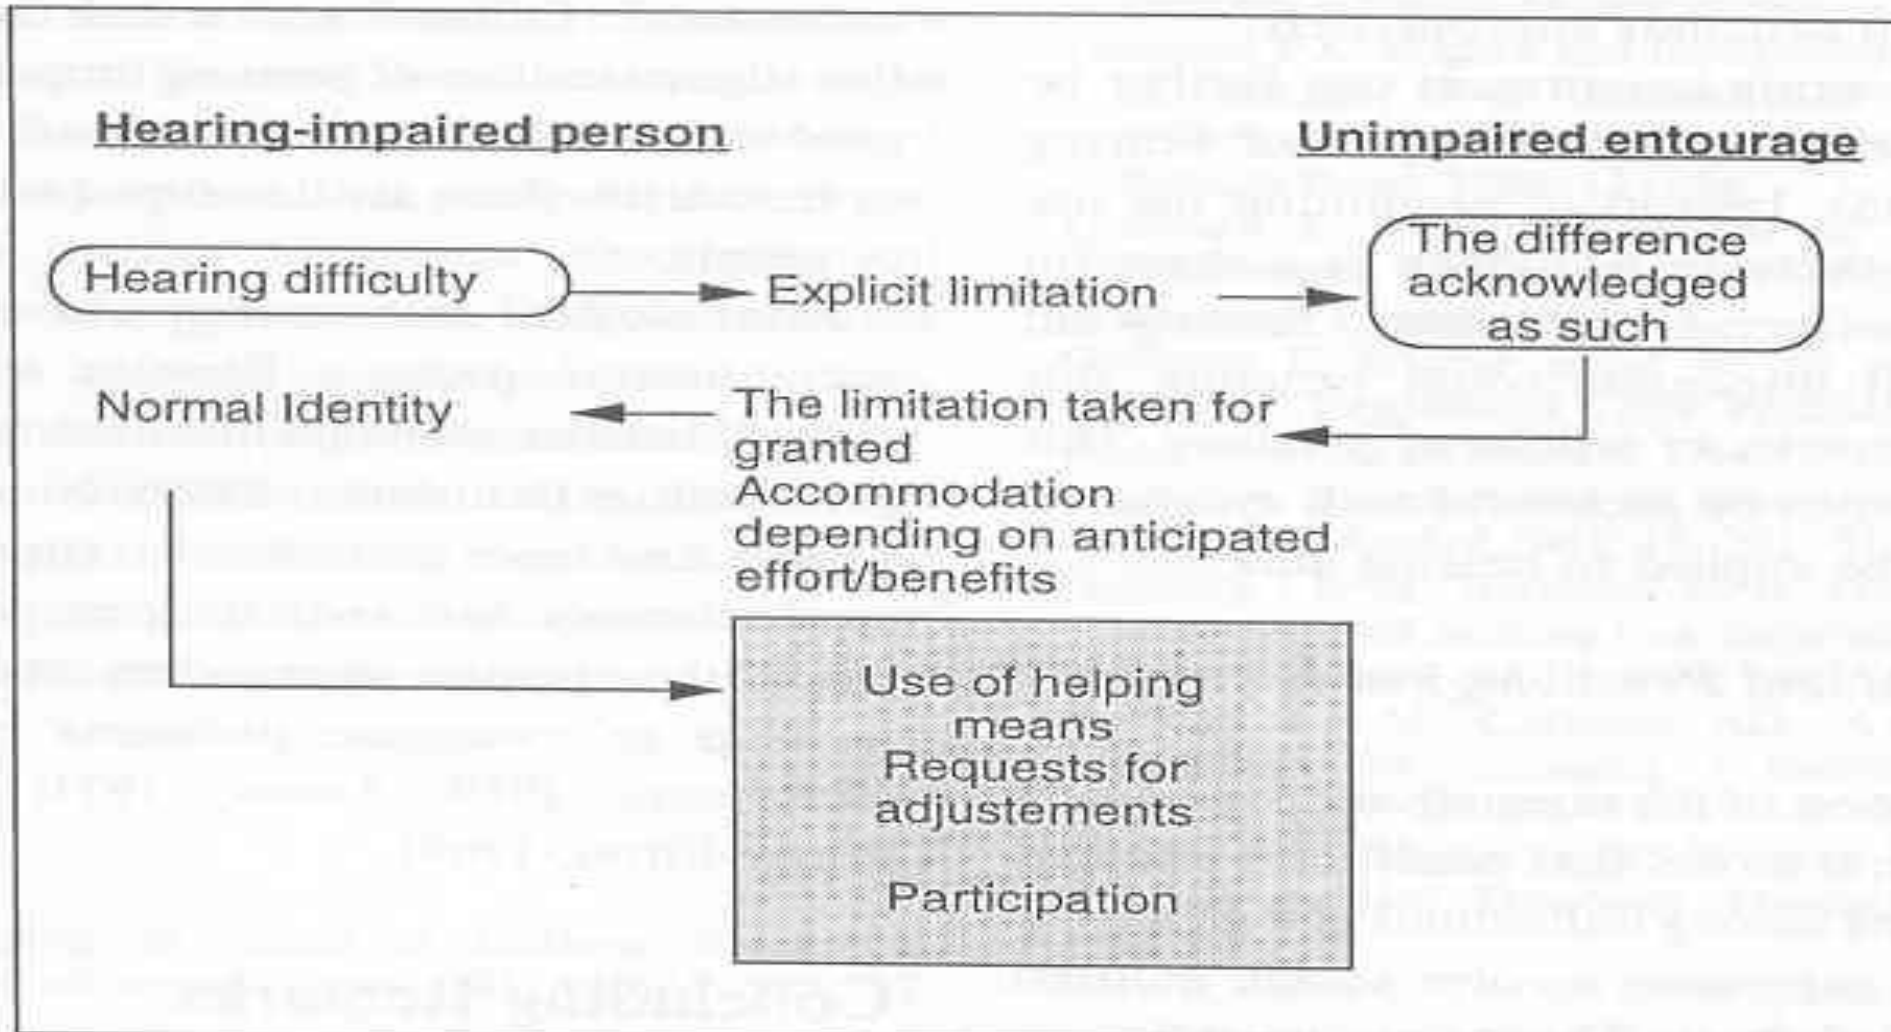 Hearing-impaired person
Unimpaired entourage
Hearing difficulty
Explicit limitation
The difference
acknowledged
as such
Normal Identity
The limitation taken for
granted
Accommodation
depending on anticipated
effort/benefits
Use of helping
means
Requests for
adjustements
Participation